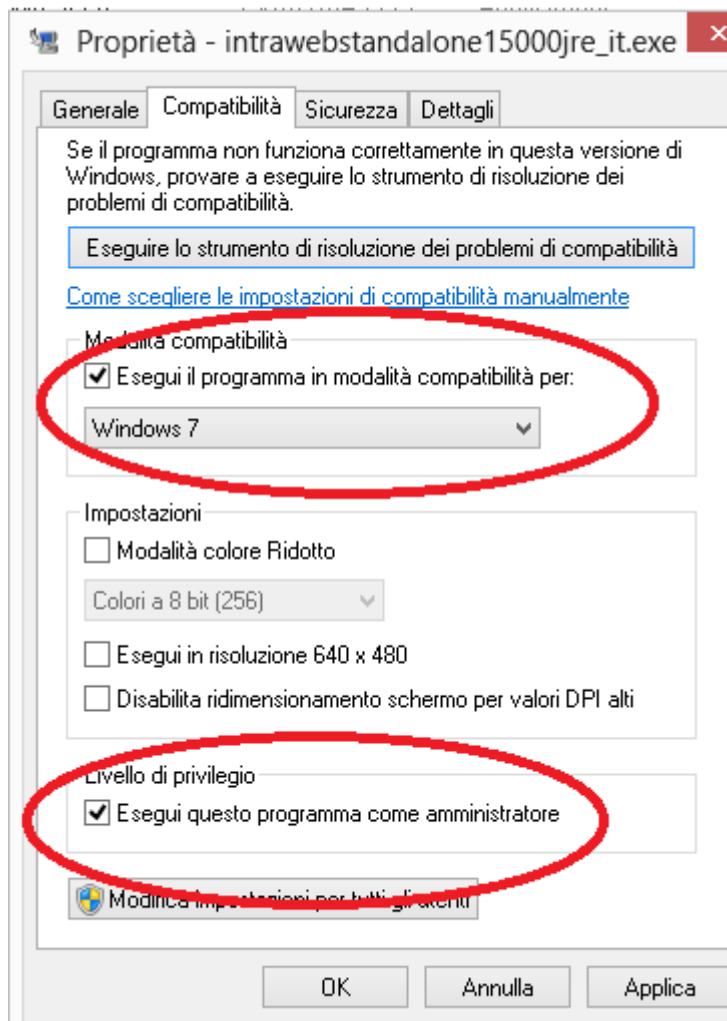 Proprietà - intrawebstandalone15000jre_it.exe
Generale Compatibilità Sicurezza Dettagli
Se il programma non funziona correttamente in questa versione di
Windows, provare a eseguire lo strumento di risoluzione dei
problemi di compatibilità.
Eseguire lo strumento di risoluzione dei problemi di compatibilità
Come scegliere le impostazioni di compatibilità manualmente
Modalità compatibilità
Esegui il programma in modalità compatibilità per:
Windows 7
Impostazioni
Modalità colore Ridotto
Colori a 8 bit (256)
Esegui in risoluzione 640 x 480
Disabilita ridimensionamento schermo per valori DPI alti
Livello di privilegio
Esegui questo programma come amministratore
Modifica impostazioni per tutti gli utenti
OK Annulla Applica